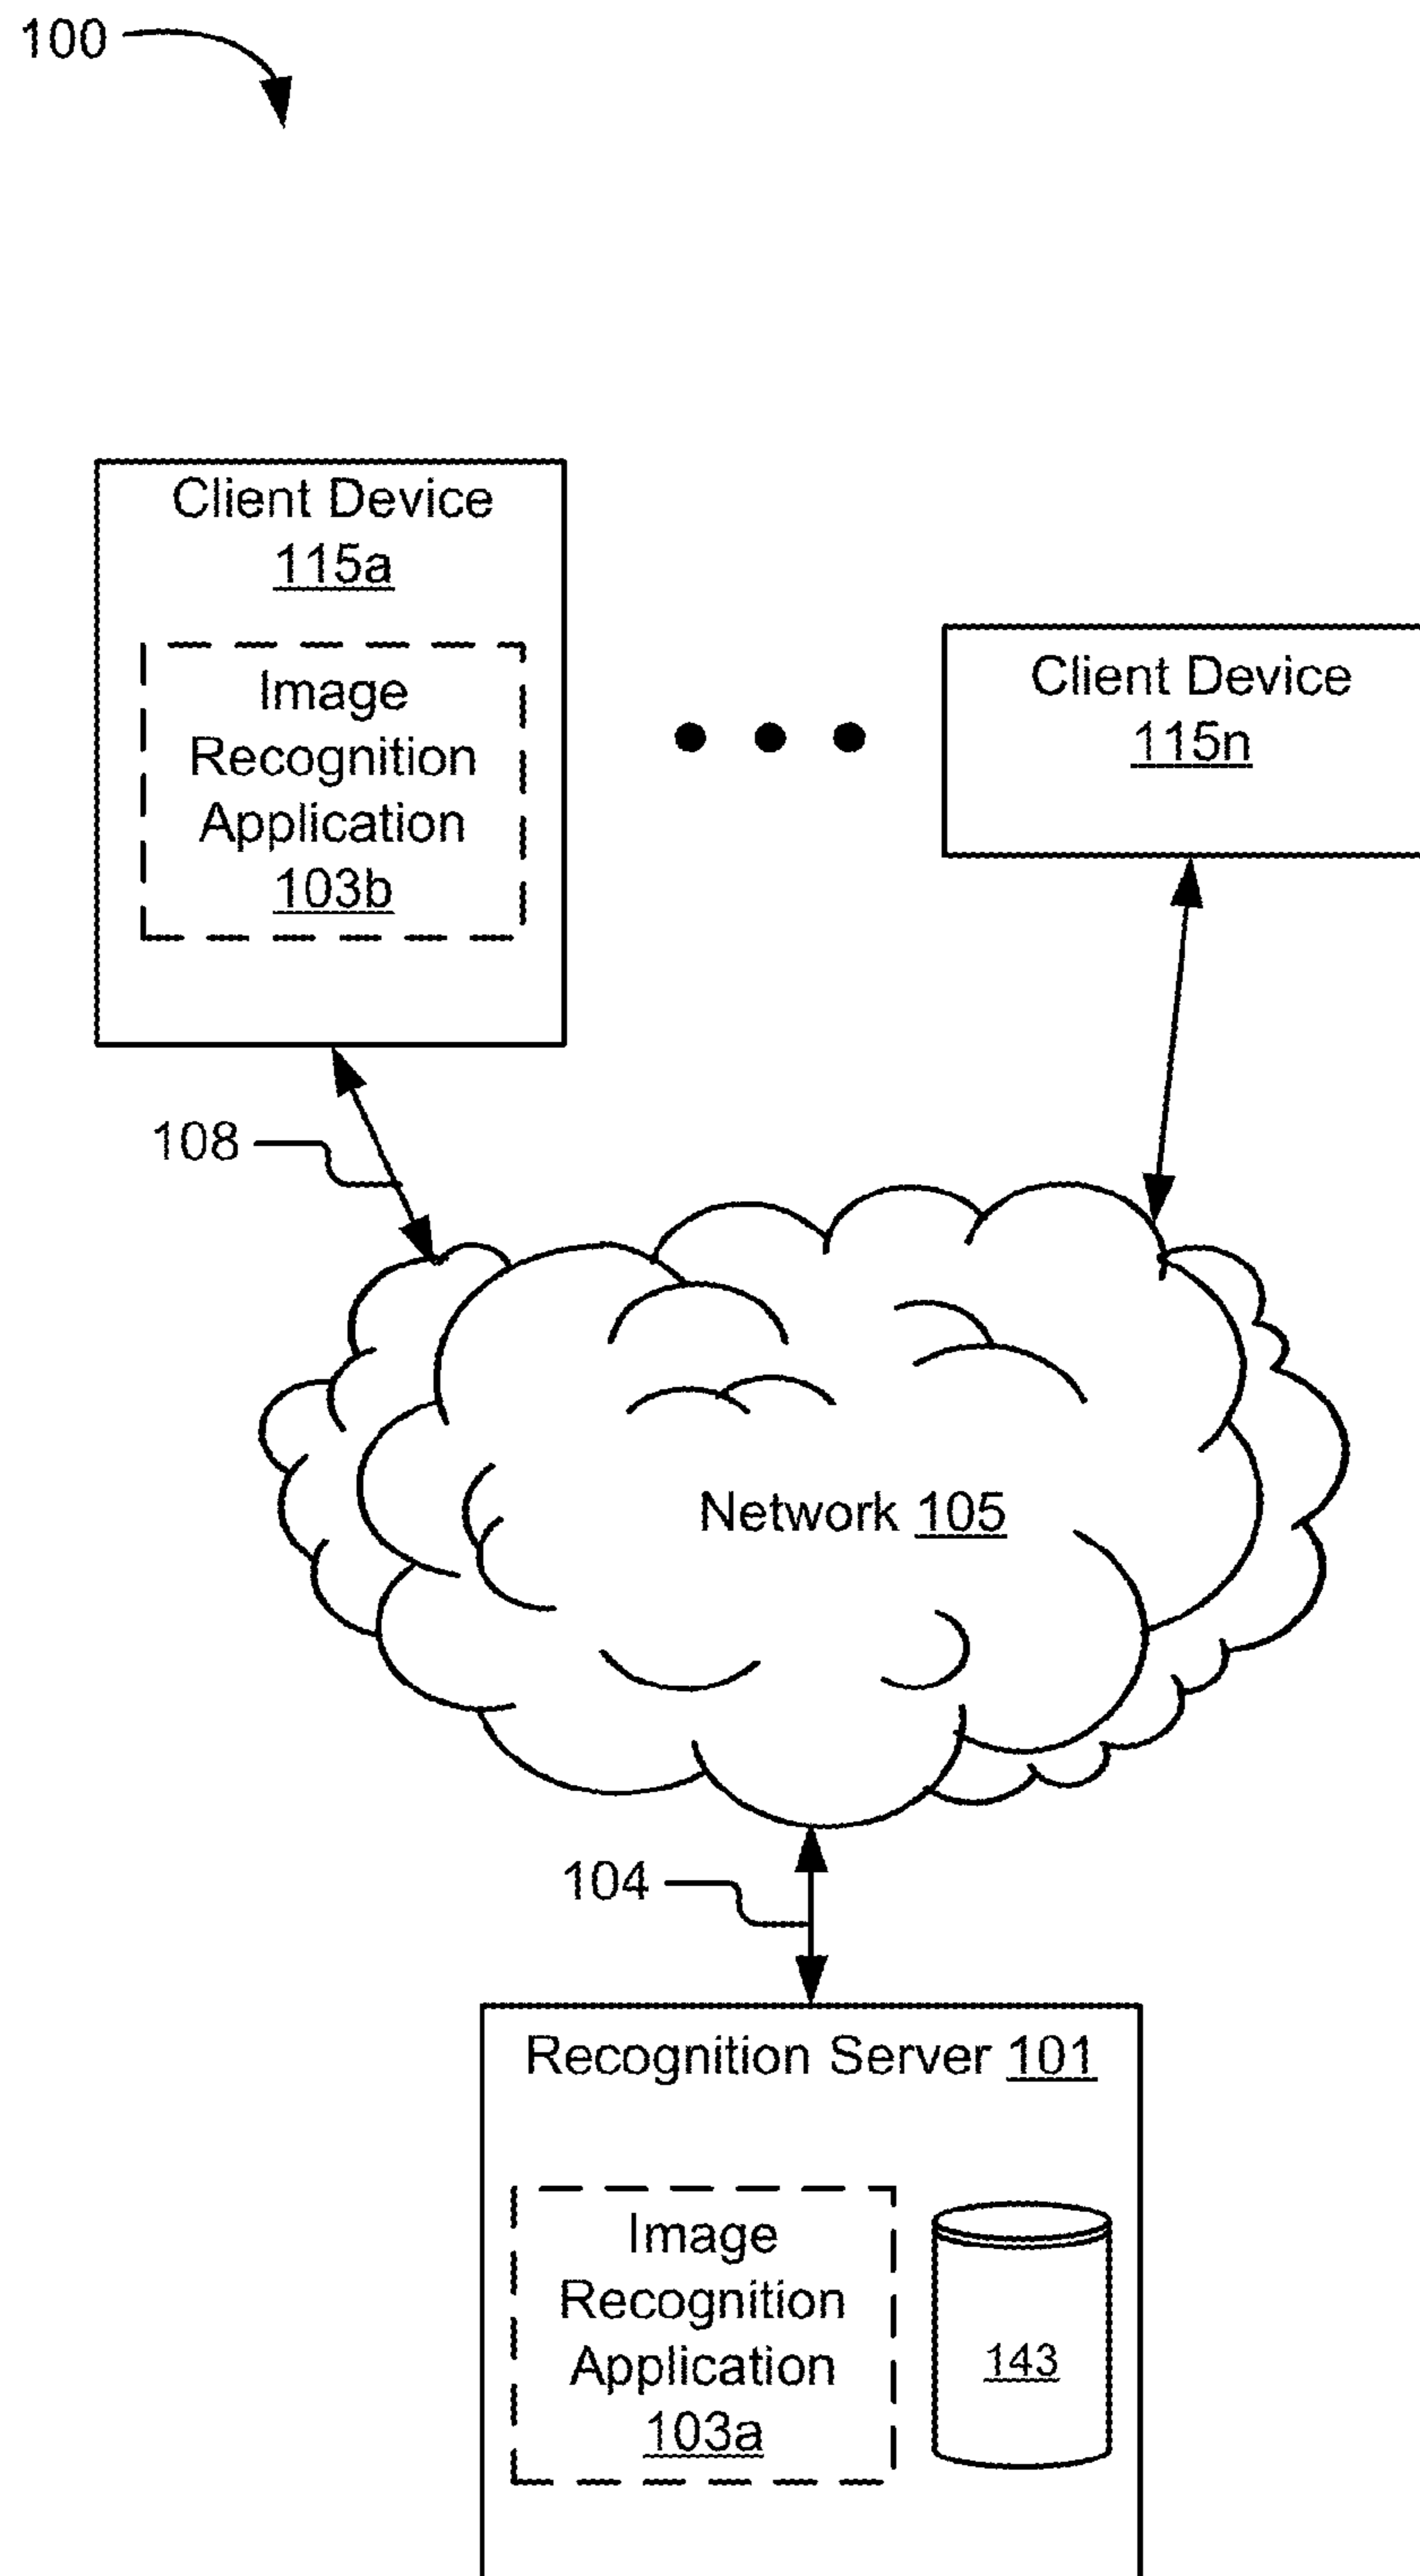 100
Client Device
115a
Image
Recognition
Application
103b
Client Device
115n
108
Network 105
104
Recognition Server 101
Image
Recognition
Application
103a
143